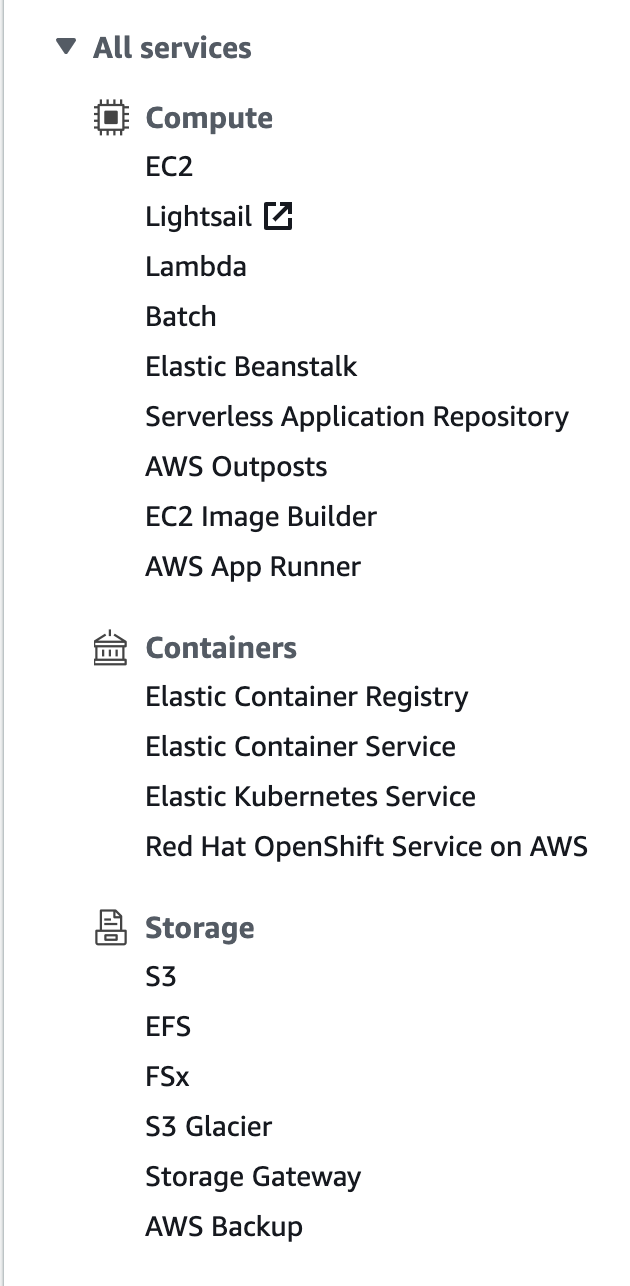 All services
Compute
EC2
Lightsail
Lambda
Batch
Elastic Beanstalk
Serverless Application Repository
AWS Outposts
EC2 Image Builder
AWS App Runner
Containers
Elastic Container Registry
Elastic Container Service
Elastic Kubernetes Service
Red Hat OpenShift Service on AWS
Storage
S3
EFS
FSx
S3 Glacier
Storage Gateway
AWS Backup